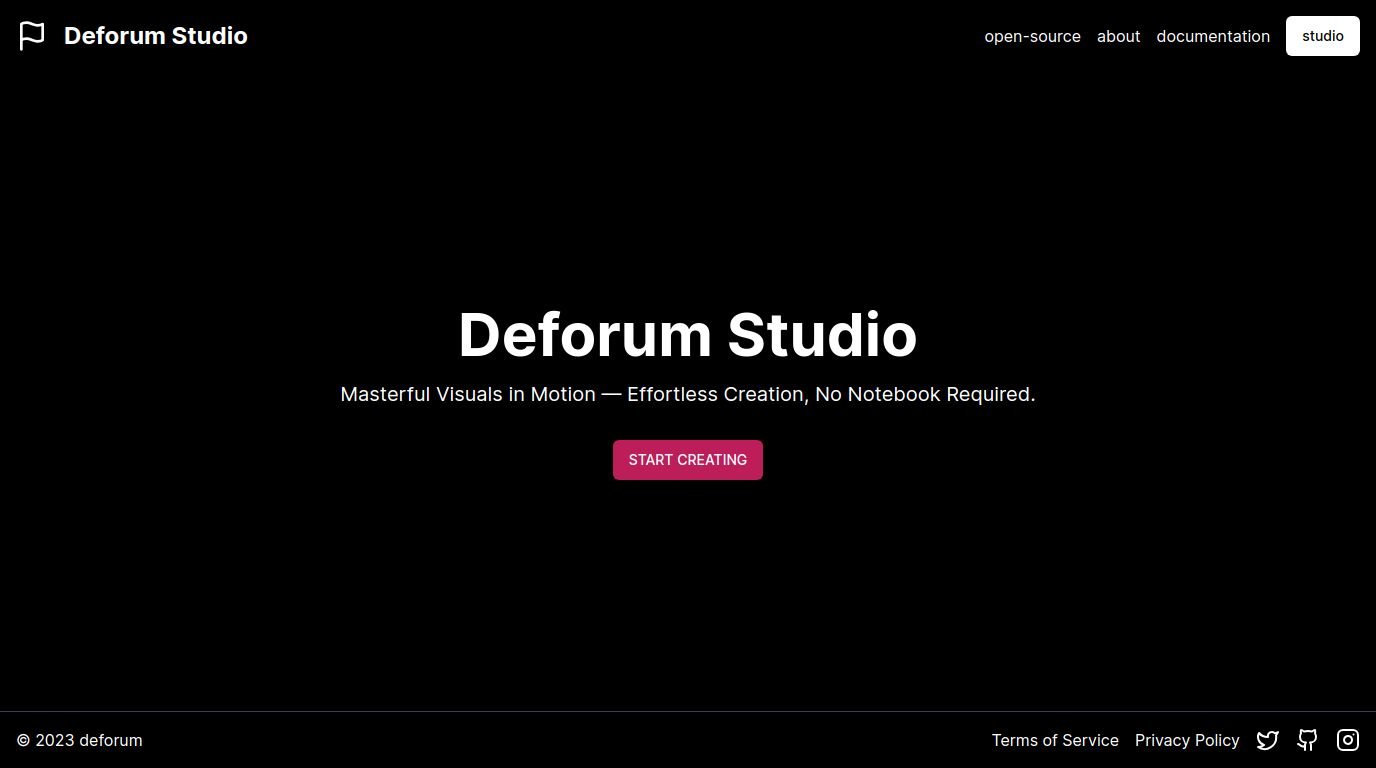 Deforum Studio
open-source about documentation studio
Deforum Studio
Masterful Visuals in Motion — Effortless Creation, No Notebook Required.
START CREATING
© 2023 deforum
Terms of Service Privacy Policy